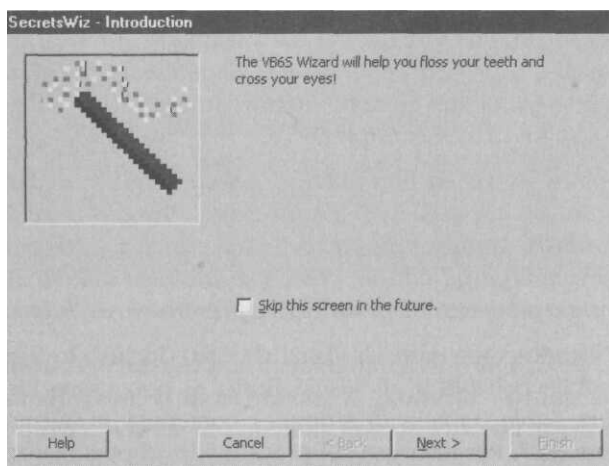 SecretsWiz - Introduction
The VB6S Wizard will help you floss your teeth and
cross your eyes!
Skip this screen in the future.
Help Cancel < Back Next > Finish